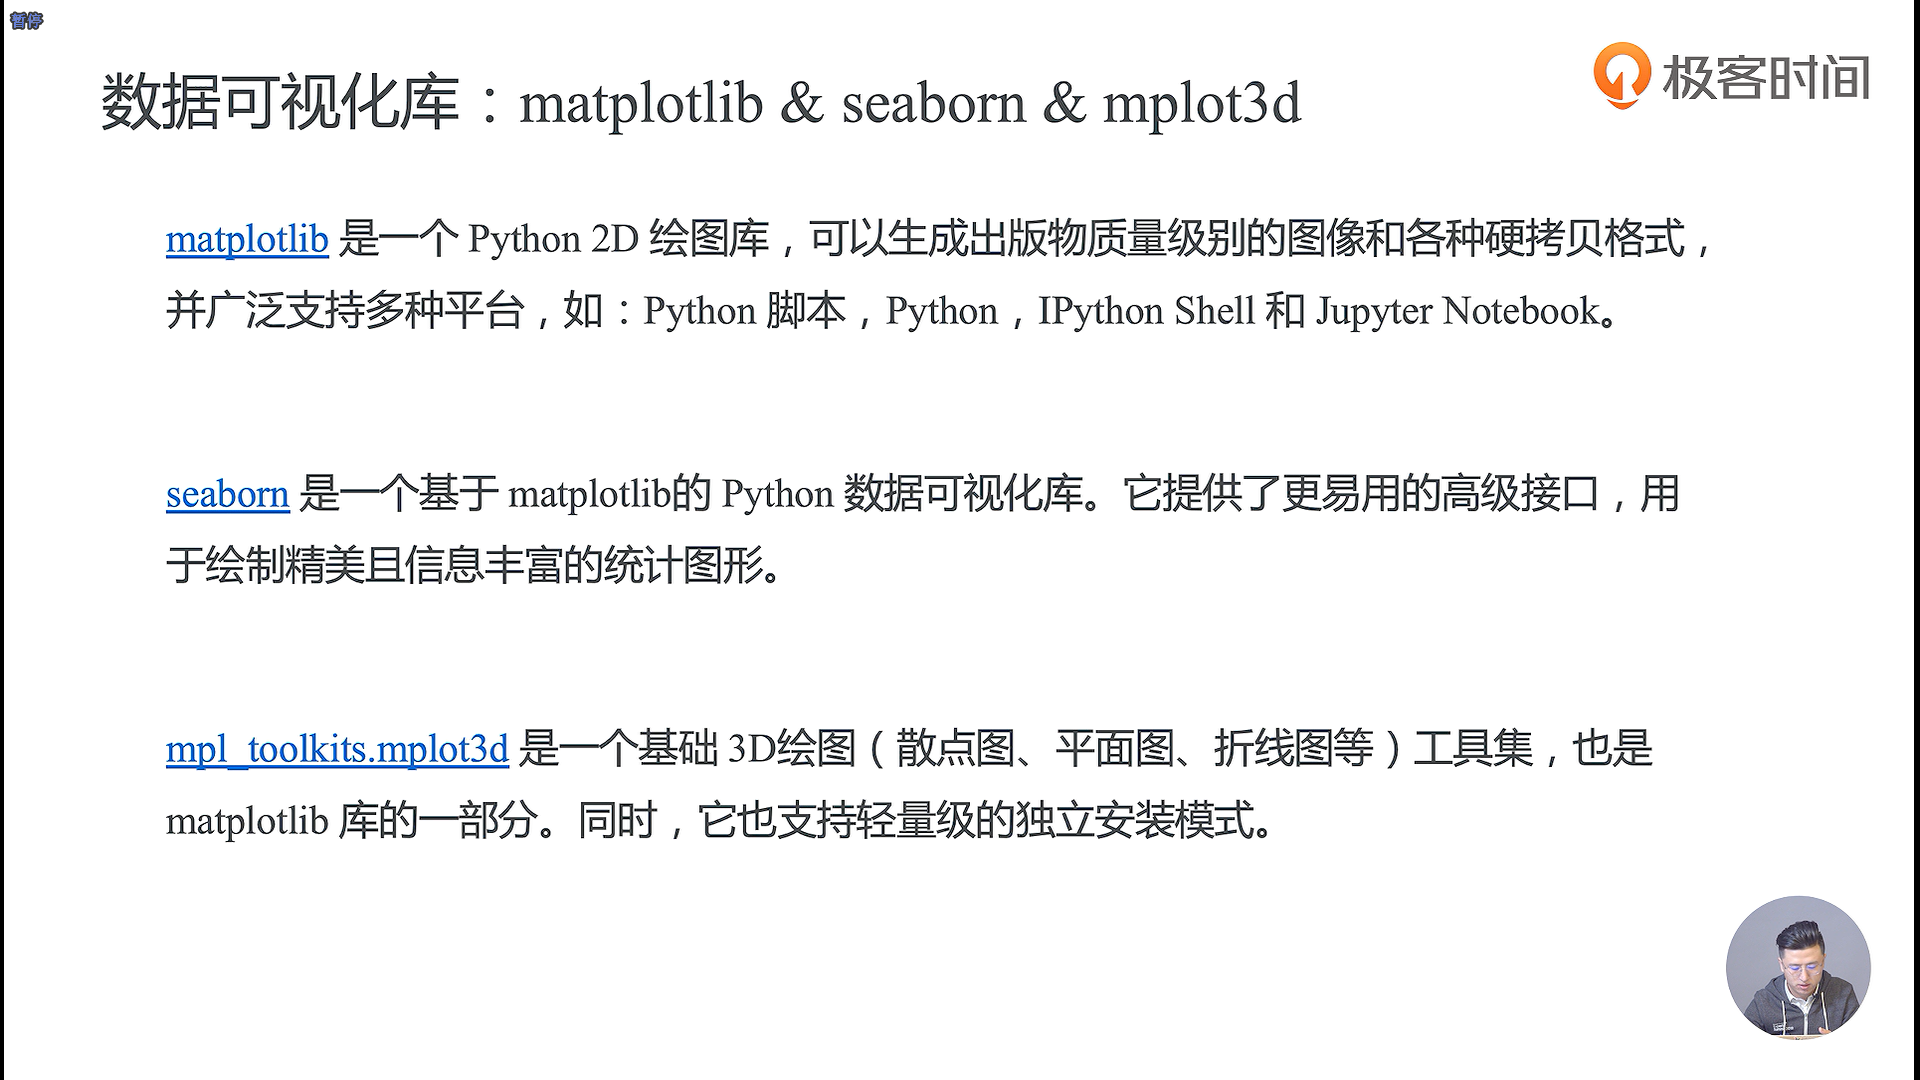 暂停
数据可视化库：matplotlib & seaborn & mplot3d
极客时间
matplotlib 是一个 Python 2D 绘图库，可以生成出版物质量级别的图像和各种硬拷贝格式，
并广泛支持多种平台，如：Python 脚本，Python，IPython Shell 和 Jupyter Notebook。
seaborn 是一个基于 matplotlib的 Python 数据可视化库。它提供了更易用的高级接口，用
于绘制精美且信息丰富的统计图形。
mpl_toolkits.mplot3d 是一个基础 3D绘图（散点图、平面图、折线图等）工具集，也是
matplotlib 库的一部分。同时，它也支持轻量级的独立安装模式。